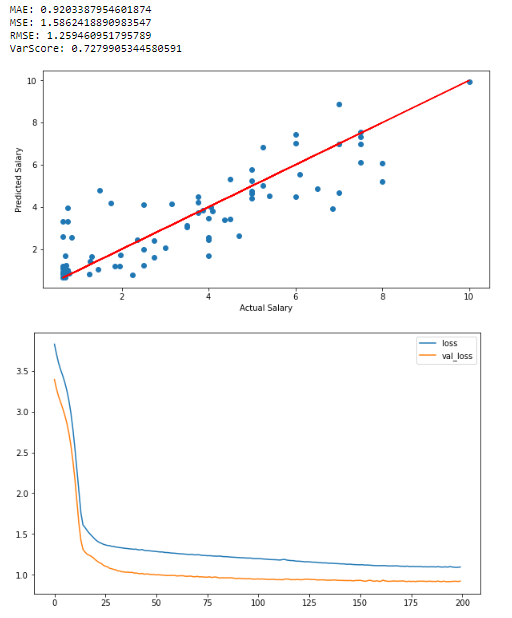 MAE: 0.9203387954601874
MSE: 1.5862418890983547
RMSE: 1.259460951795789
VarScore: 0.7279905344580591
10
8
6
4
2
Predicted Salary
2 4 6 8 10
Actual Salary
loss
val_loss
3.5
3.0
2.5
2.0
1.5
1.0
0 25 50 75 100 125 150 175 200